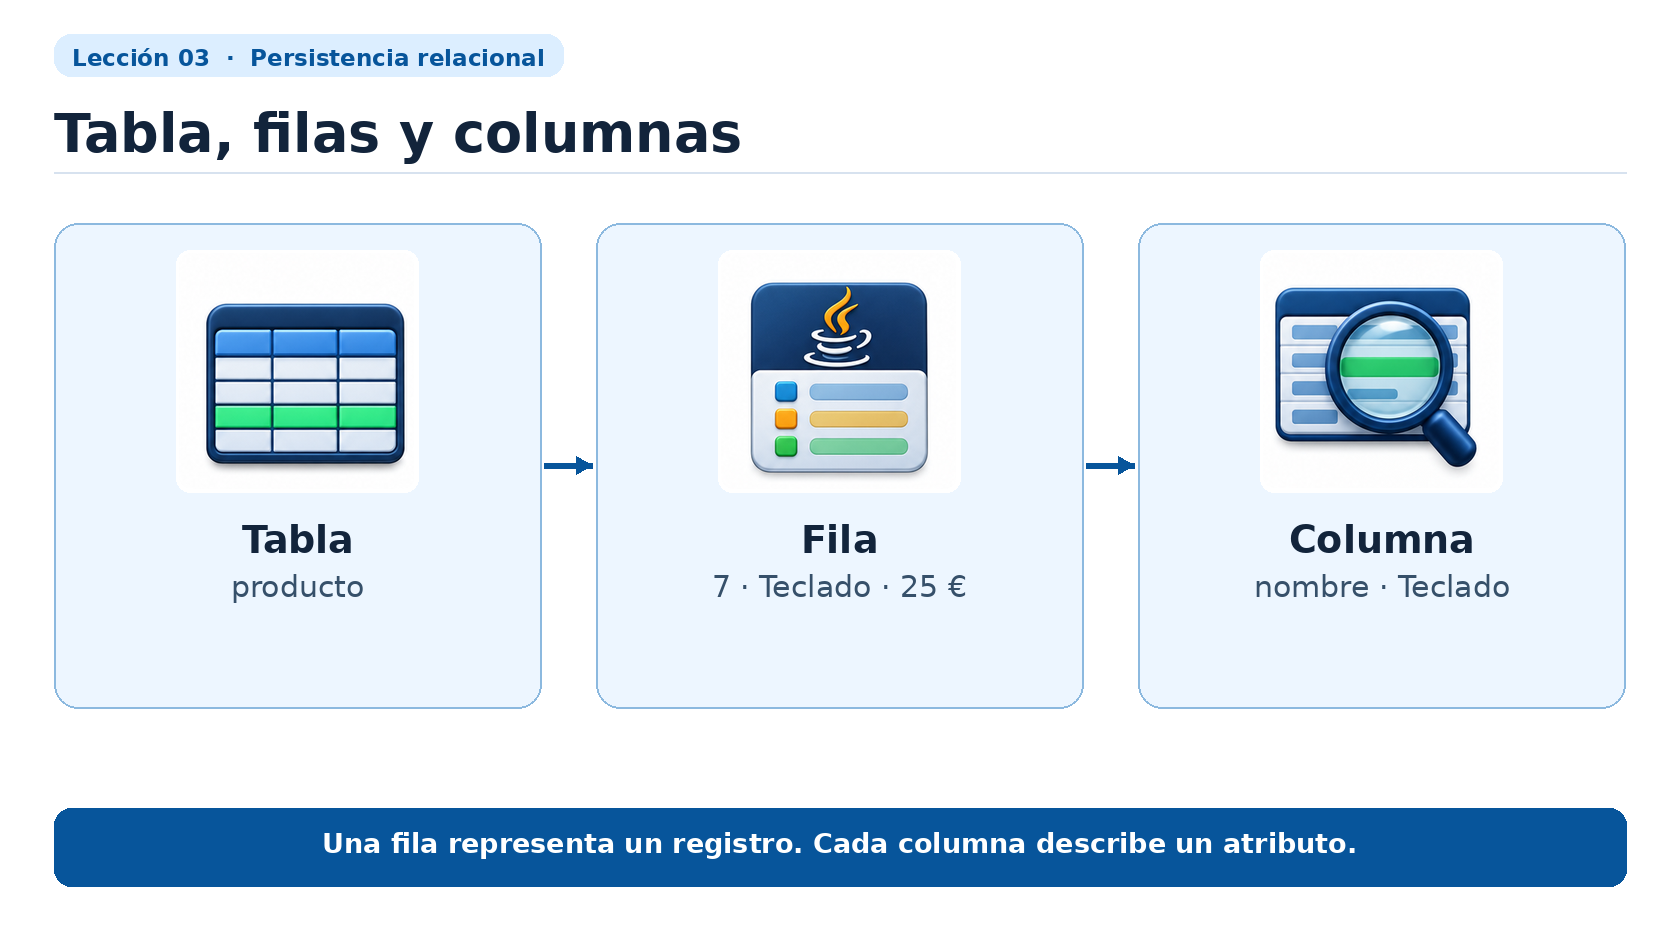 Lección 03 · Persistencia relacional
Tabla, filas y columnas
Tabla
producto
Fila
7 · Teclado · 25 €
Columna
nombre · Teclado
Una fila representa un registro. Cada columna describe un atributo.